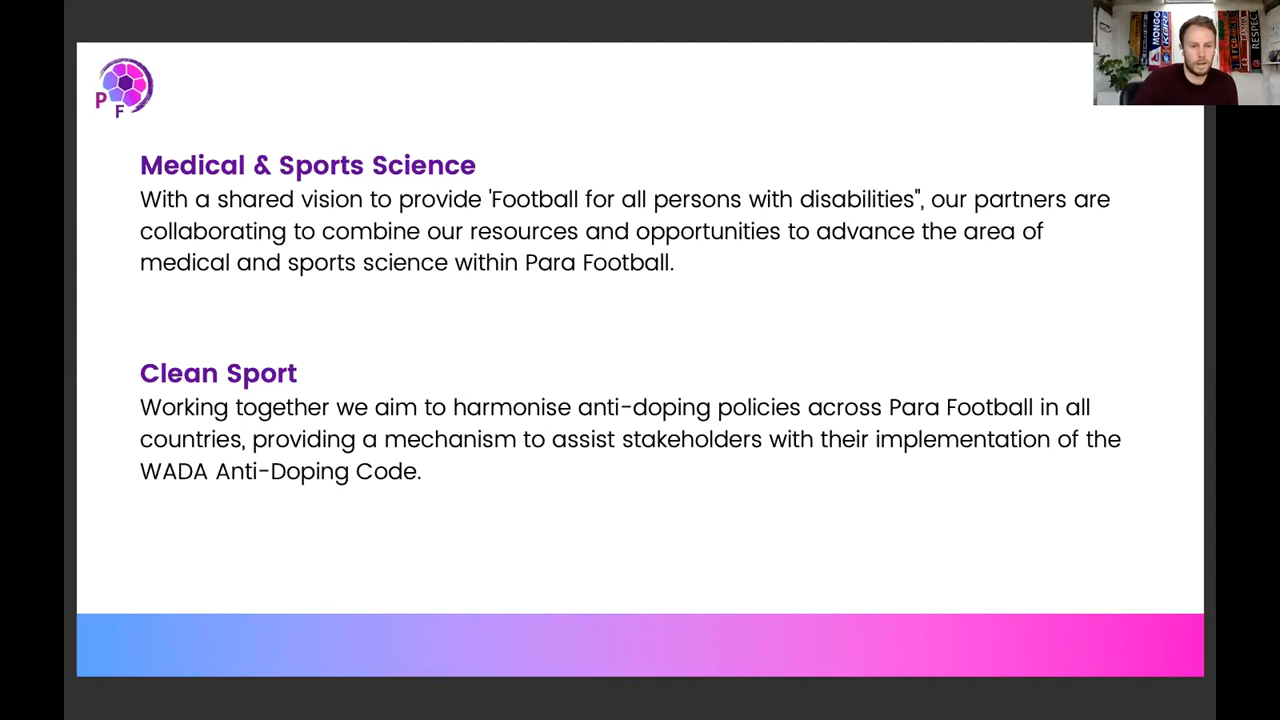 P
F
Medical & Sports Science
With a shared vision to provide 'Football for all persons with disabilities", our partners are
collaborating to combine our resources and opportunities to advance the area of
medical and sports science within Para Football.
Clean Sport
Working together we aim to harmonise anti-doping policies across Para Football in all
countries, providing a mechanism to assist stakeholders with their implementation of the
WADA Anti-Doping Code.
MONGO
RESPEC